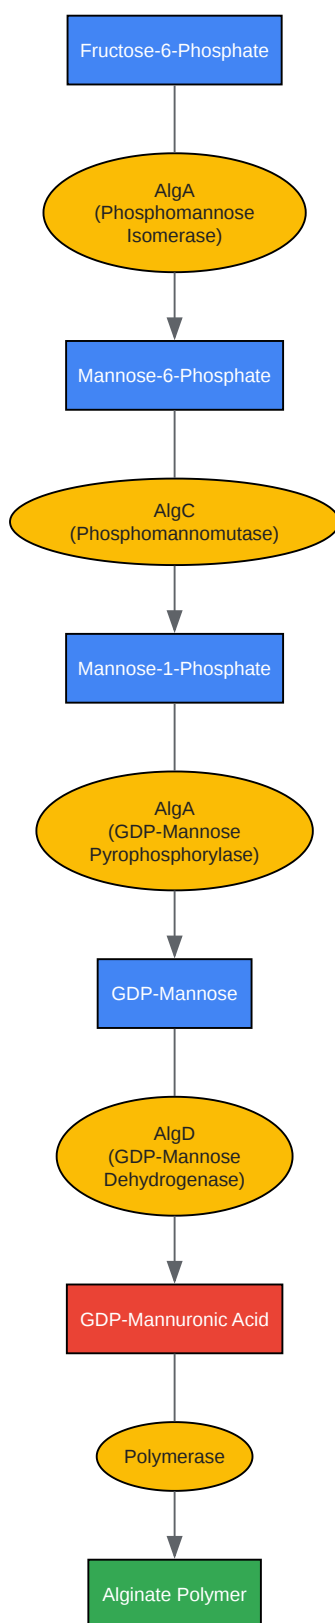 Fructose-6-Phosphate
AlgA
(Phosphomannose
Isomerase)
Mannose-6-Phosphate
AlgC
(Phosphomannomutase)
Mannose-1-Phosphate
AlgA
(GDP-Mannose
Pyrophosphorylase)
GDP-Mannose
AlgD
(GDP-Mannose
Dehydrogenase)
GDP-Mannuronic Acid
Polymerase
Alginate Polymer